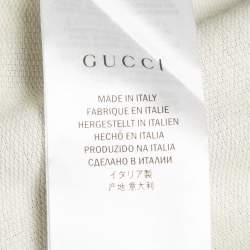 GUCCI
MADE IN ITALY
FABRIQUE EN ITALIE
HERGESTELLT IN ITALIEN
HECHO EN ITALIA
PRODUZIDO NA ITALIA
СДЕЛАНО В ИТАЛИИ
イタリア製
产地 意大利